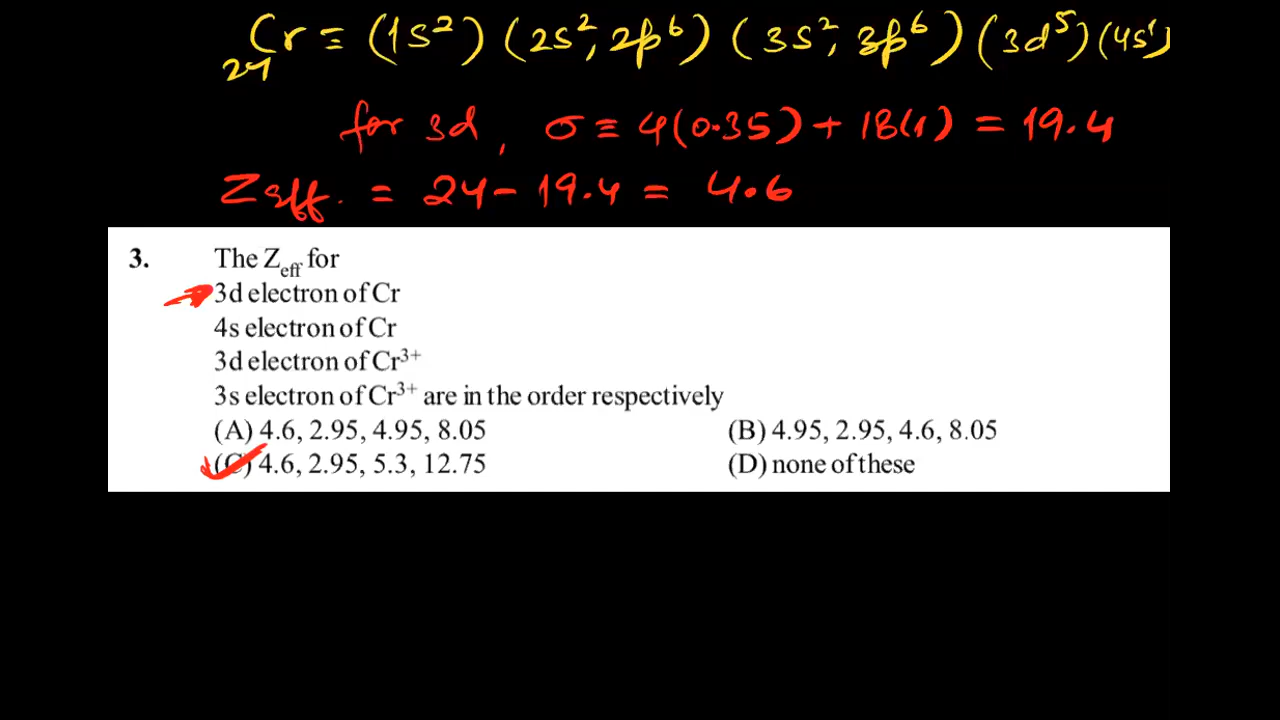 ₂₄Cr ≡ (1s²) (2s², 2p⁶) (3s², 3p⁶) (3d⁵) (4s¹)
for 3d, σ ≡ 4(0.35) + 18(1) = 19.4
Zeff. = 24 - 19.4 = 4.6
3. The Zeff for
3d electron of Cr
4s electron of Cr
3d electron of Cr³⁺
3s electron of Cr³⁺ are in the order respectively
(A) 4.6, 2.95, 4.95, 8.05 (B) 4.95, 2.95, 4.6, 8.05
(C) 4.6, 2.95, 5.3, 12.75 (D) none of these